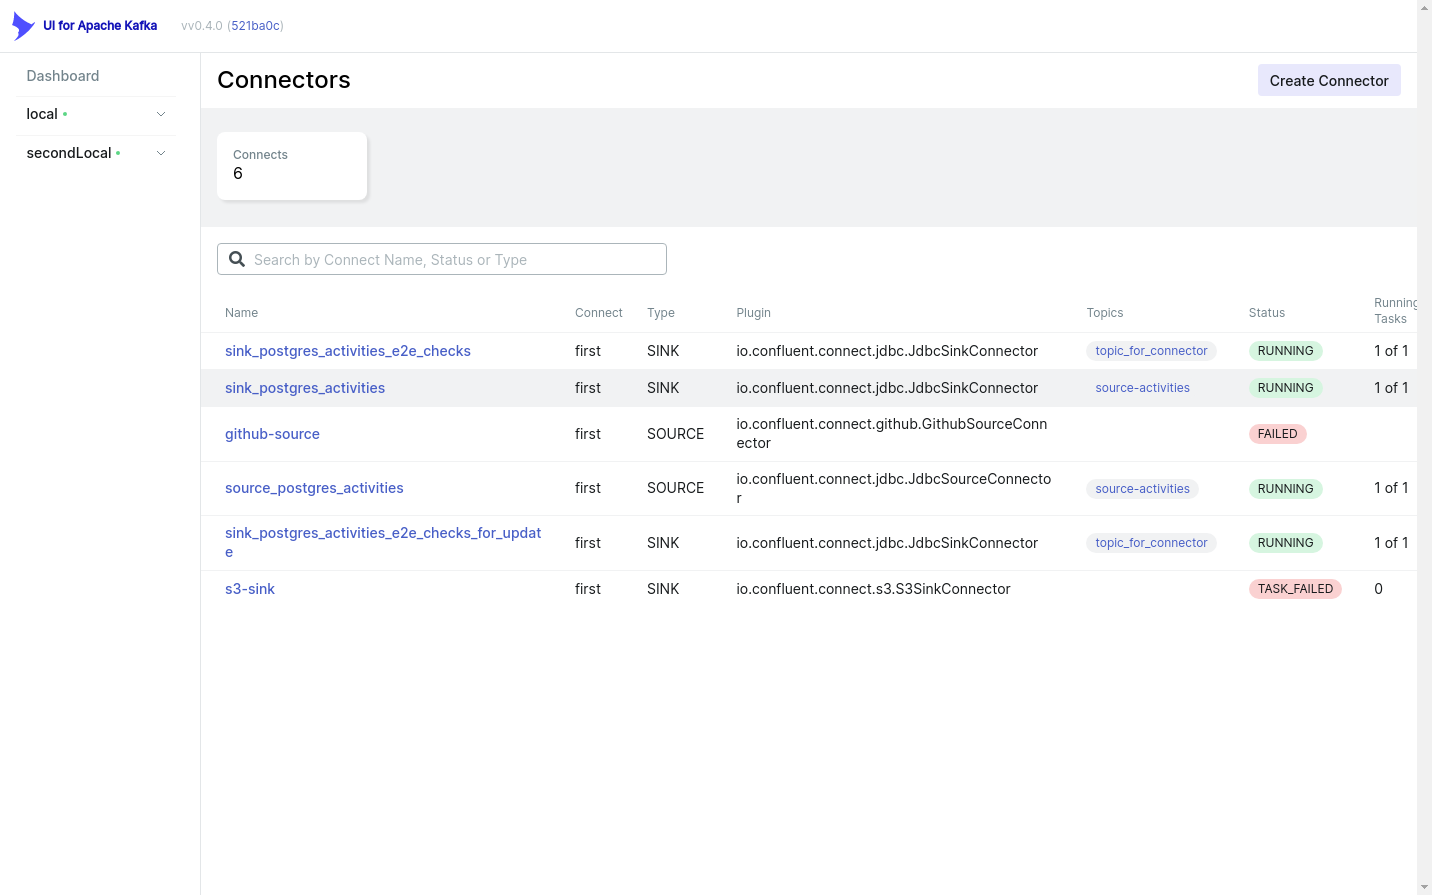 UI for Apache Kafka vv0.4.0 (521ba0c)
Dashboard
local
secondLocal
Connectors
Create Connector
Connects
6
Search by Connect Name, Status or Type
Name Connect Type Plugin Topics Status Running
Tasks
sink_postgres_activities_e2e_checks first SINK io.confluent.connect.jdbc.JdbcSinkConnector topic_for_connector RUNNING 1 of 1
sink_postgres_activities first SINK io.confluent.connect.jdbc.JdbcSinkConnector source-activities RUNNING 1 of 1
github-source first SOURCE io.confluent.connect.github.GithubSourceConn
ector FAILED
source_postgres_activities first SOURCE io.confluent.connect.jdbc.JdbcSourceConnecto
r source-activities RUNNING 1 of 1
sink_postgres_activities_e2e_checks_for_updat
e first SINK io.confluent.connect.jdbc.JdbcSinkConnector topic_for_connector RUNNING 1 of 1
s3-sink first SINK io.confluent.connect.s3.S3SinkConnector TASK_FAILED 0